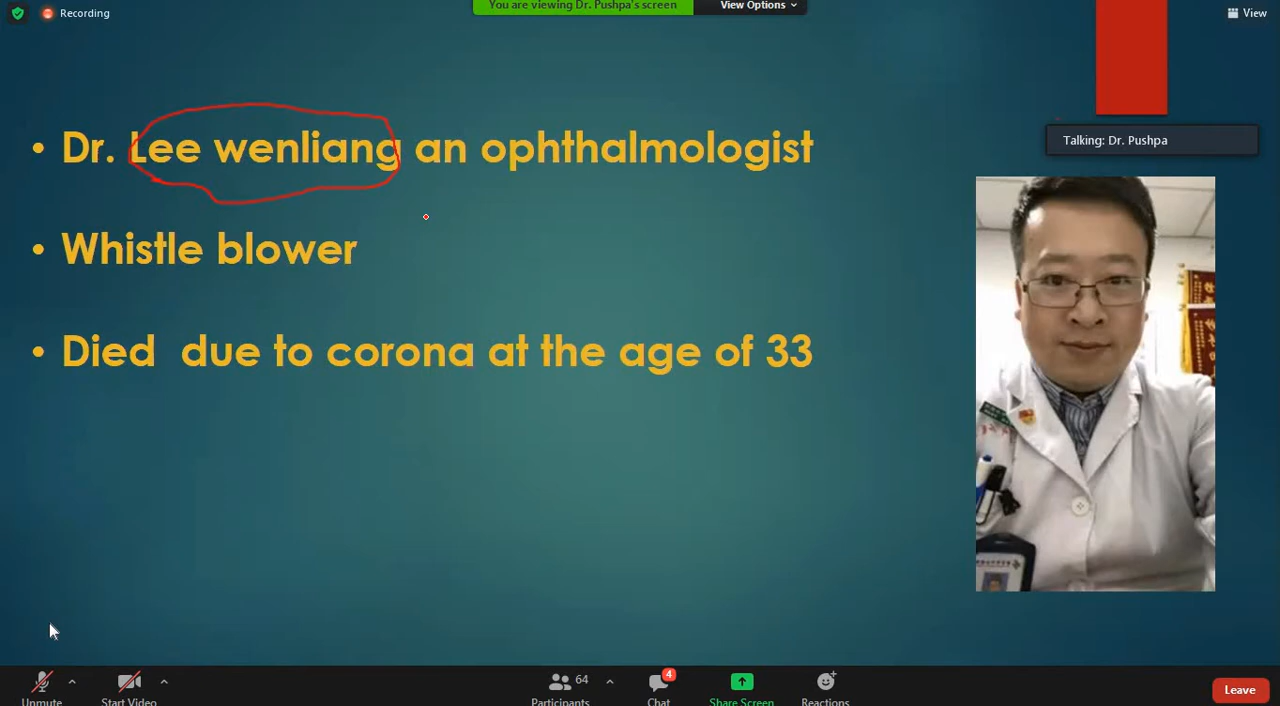 Recording
You are viewing Dr. Pushpa's screen
View Options
View
• Dr. Lee wenliang an ophthalmologist
Talking: Dr. Pushpa
• Whistle blower
• Died due to corona at the age of 33
Unmute
Start Video
64
Participants
4
Chat
Share Screen
Reactions
Leave